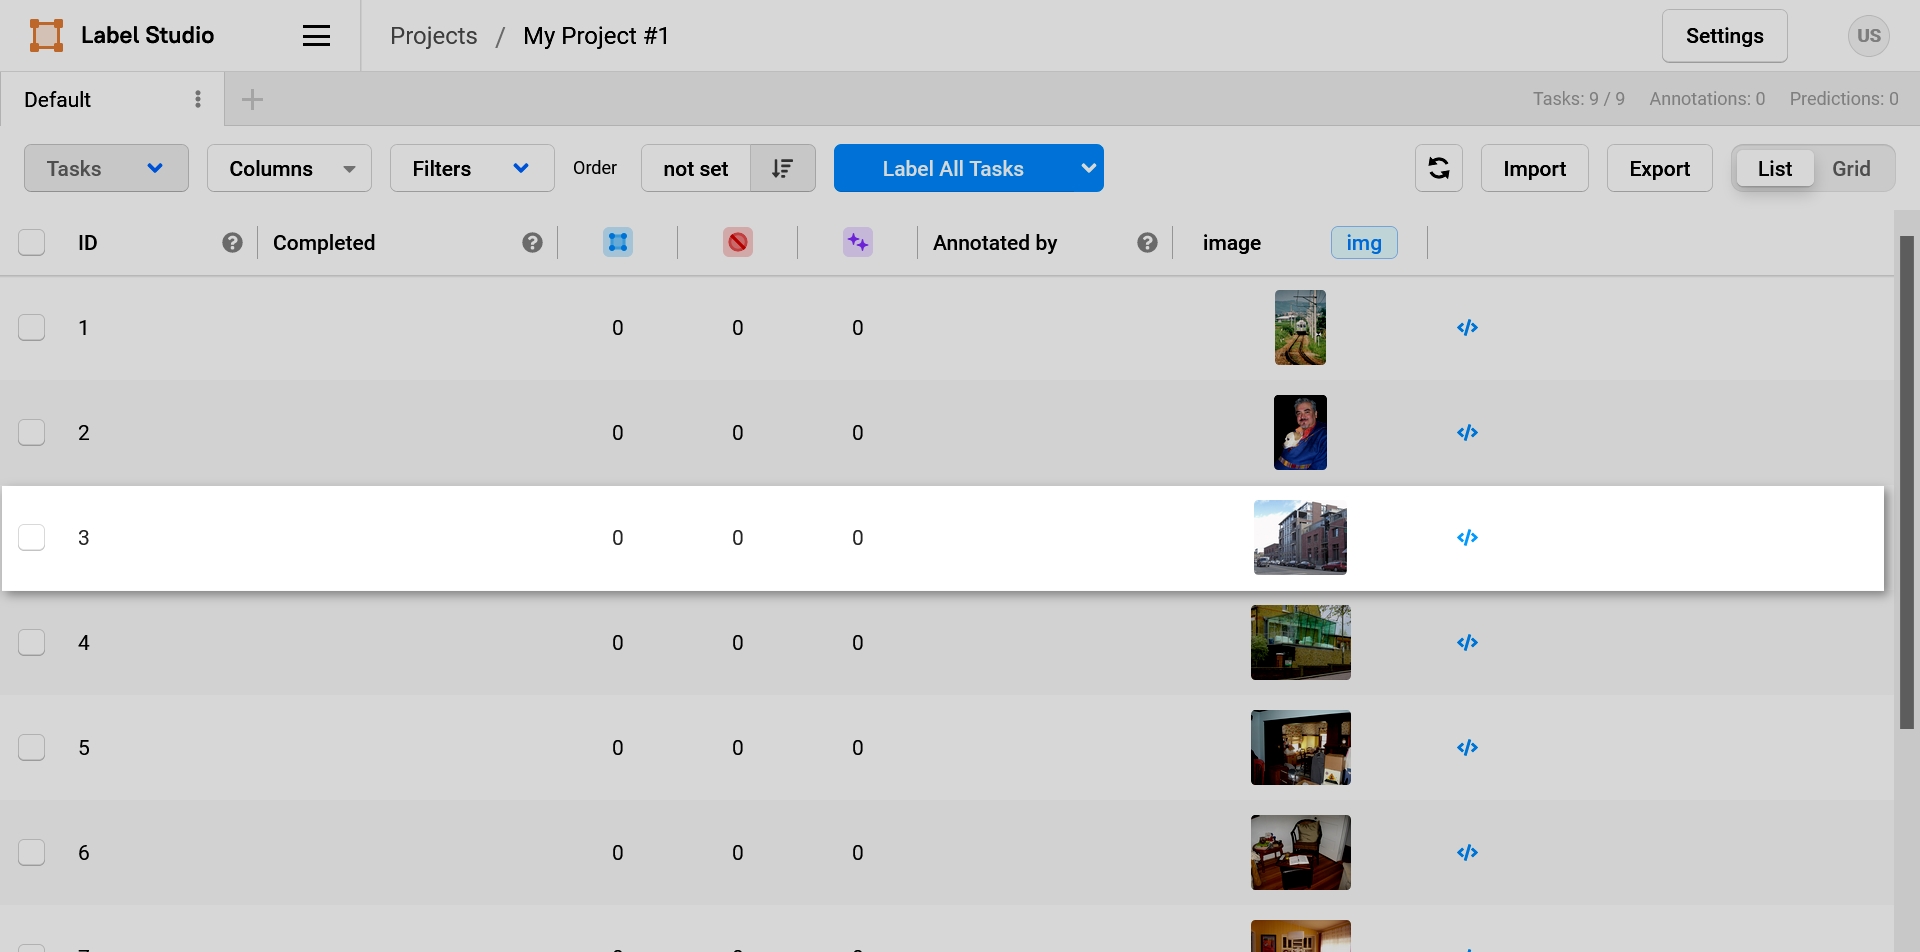 Label Studio
Projects / My Project #1
Settings
US
Default
Tasks: 9 / 9 Annotations: 0 Predictions: 0
Tasks
Columns
Filters
Order
not set
Label All Tasks
Import
Export
List
Grid
ID ? Completed ? Annotated by ? image img
1 0 0 0 </>
2 0 0 0 </>
3 0 0 0 </>
4 0 0 0 </>
5 0 0 0 </>
6 0 0 0 </>